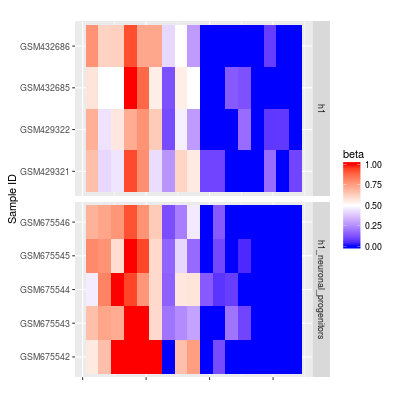 GSM432686
GSM432685
GSM429322
GSM429321
h1
GSM675546
GSM675545
GSM675544
GSM675543
GSM675542
h1_neuronal_progenitors
Sample ID
beta
1.00
0.75
0.50
0.25
0.00